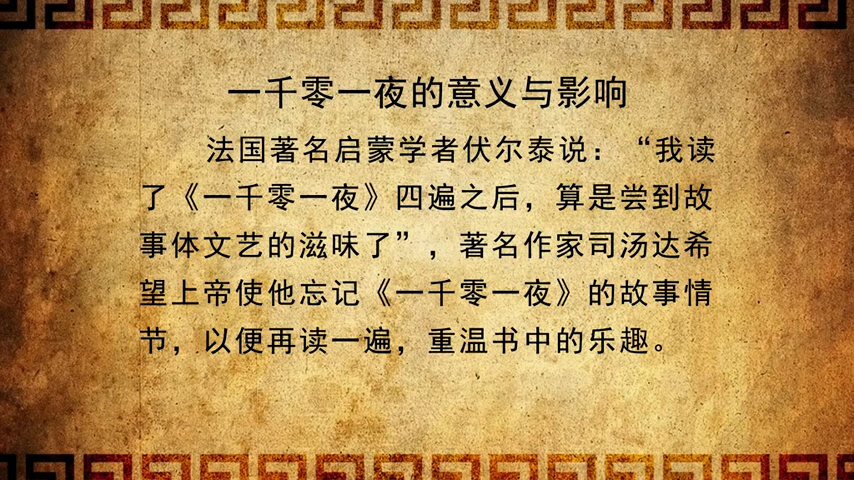 一千零一夜的意义与影响
法国著名启蒙学者伏尔泰说：“我读
了《一千零一夜》四遍之后，算是尝到故
事体文艺的滋味了”，著名作家司汤达希
望上帝使他忘记《一千零一夜》的故事情
节，以便再读一遍，重温书中的乐趣。